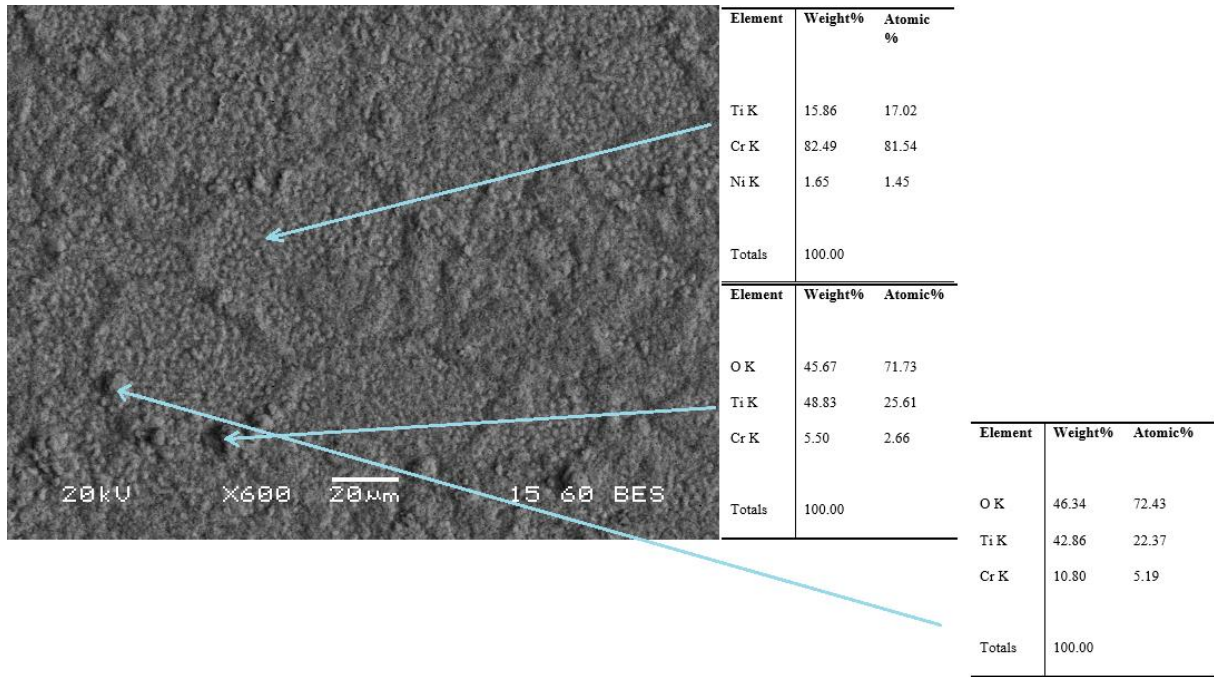 Element Weight% Atomic
%
Ti K 15.86 17.02
Cr K 82.49 81.54
Ni K 1.65 1.45
Totals 100.00
Element Weight% Atomic%
O K 45.67 71.73
Ti K 48.83 25.61
Cr K 5.50 2.66
Totals 100.00
Element Weight% Atomic%
O K 46.34 72.43
Ti K 42.86 22.37
Cr K 10.80 5.19
Totals 100.00
20kV X600 20µm 15 60 BES